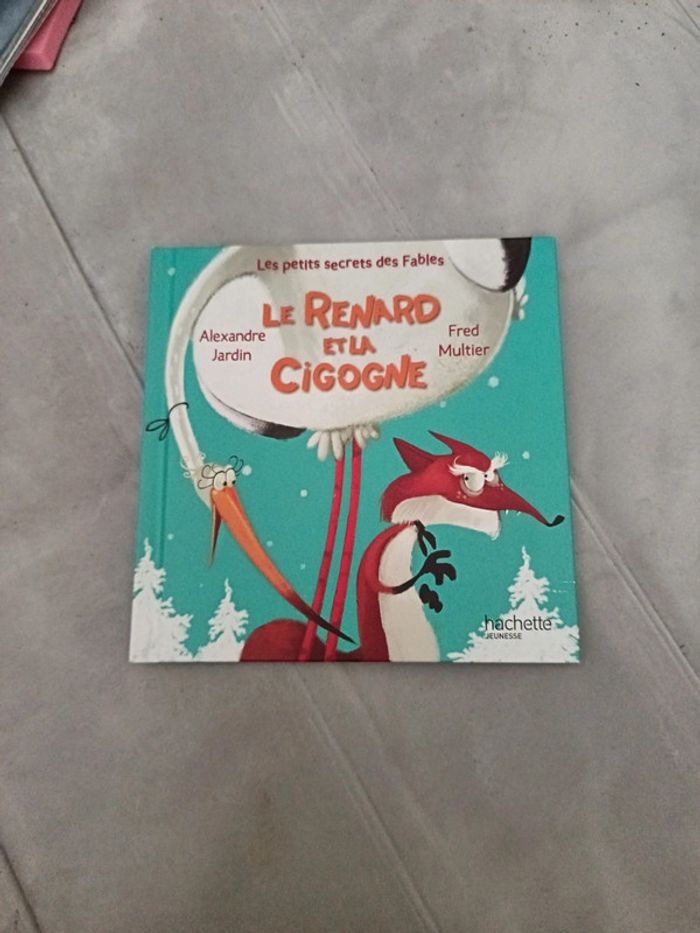 Les petits secrets des Fables
LE RENARD
ET LA
CIGOGNE
Alexandre
Jardin
Fred
Multier
hachette
JEUNESSE